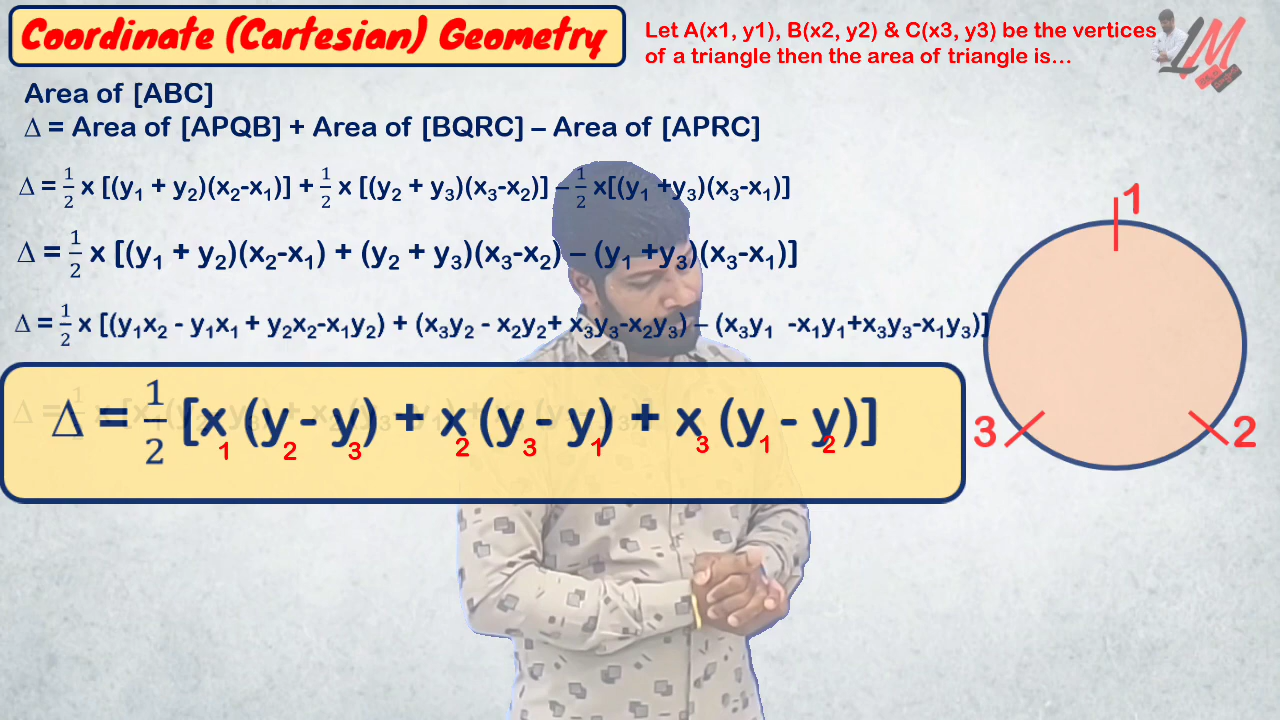 Coordinate (Cartesian) Geometry
Let A(x1, y1), B(x2, y2) & C(x3, y3) be the vertices
of a triangle then the area of triangle is...
LM
Area of [ABC]
Δ = Area of [APQB] + Area of [BQRC] – Area of [APRC]
Δ = 1/2 x [(y₁ + y₂)(x₂-x₁)] + 1/2 x [(y₂ + y₃)(x₃-x₂)] – 1/2 x[(y₁ +y₃)(x₃-x₁)]
Δ = 1/2 x [(y₁ + y₂)(x₂-x₁) + (y₂ + y₃)(x₃-x₂) – (y₁ +y₃)(x₃-x₁)]
Δ = 1/2 x [(y₁x₂ - y₁x₁ + y₂x₂-x₁y₂) + (x₃y₂ - x₂y₂+ x₃y₃-x₂y₃) – (x₃y₁ -x₁y₁+x₃y₃-x₁y₃)]
Δ = 1/2 [x₁ (y₂ - y₃) + x₂ (y₃ - y₁) + x₃ (y₁ - y₂)]
1
3
2